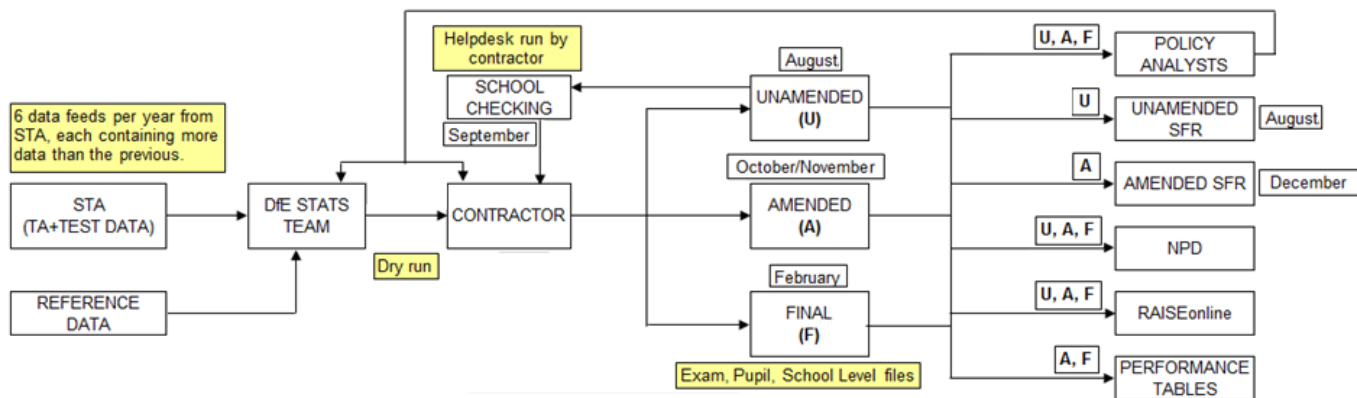 6 data feeds per year from
STA, each containing more
data than the previous.
STA
(TA+TEST DATA)
REFERENCE
DATA
DfE STATS
TEAM
Dry run
Helpdesk run by
contractor
SCHOOL
CHECKING
September
CONTRACTOR
August
UNAMENDED
(U)
October/November
AMENDED
(A)
February
FINAL
(F)
Exam, Pupil, School Level files
U, A, F
POLICY
ANALYSTS
U
UNAMENDED
SFR
August
A
AMENDED SFR
December
U, A, F
NPD
U, A, F
RAISEonline
A, F
PERFORMANCE
TABLES